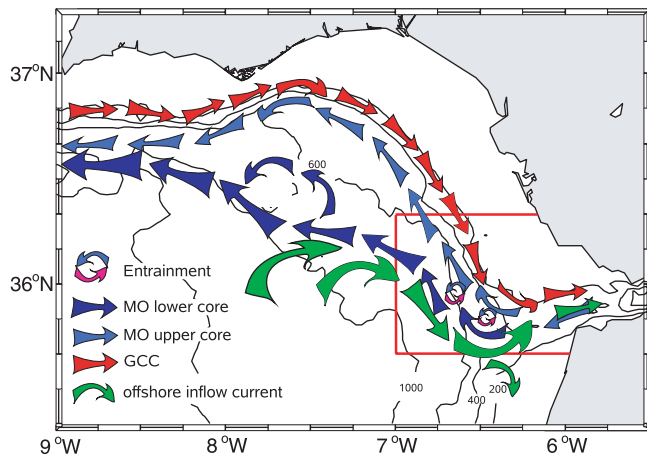 37°N
600
36°N
Entrainment
MO lower core
MO upper core
GCC
offshore inflow current
1000
200
400
9°W
8°W
7°W
6°W